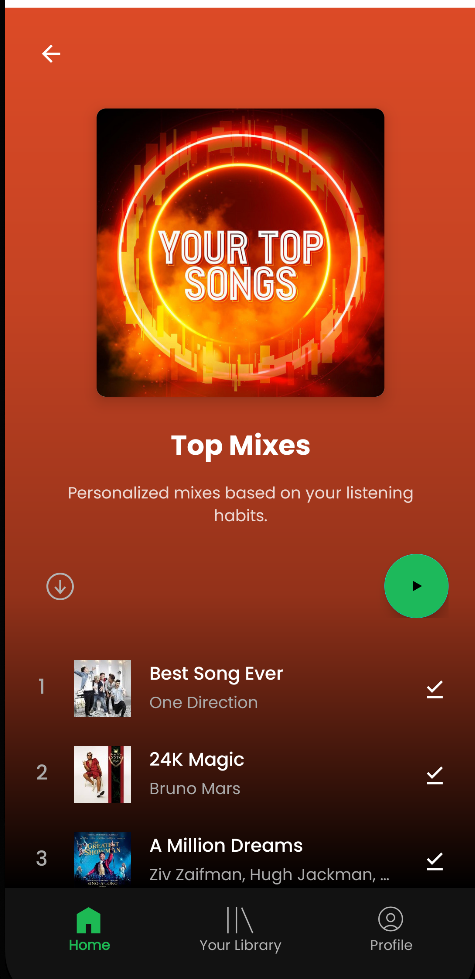 YOUR TOP
SONGS
Top Mixes
Personalized mixes based on your listening
habits.
1
Best Song Ever
One Direction
2
24K Magic
Bruno Mars
3
A Million Dreams
Ziv Zaifman, Hugh Jackman, ...
Home
Your Library
Profile